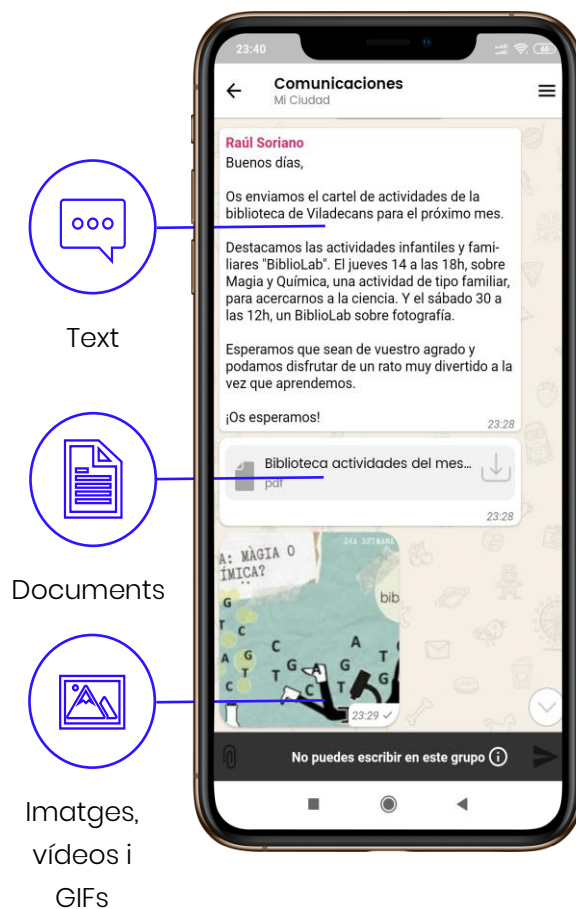 23:40
66
Comunicaciones
Mi Ciudad
Raúl Soriano
Buenos días,
Os enviamos el cartel de actividades de la
biblioteca de Viladecans para el próximo mes.
Destacamos las actividades infantiles y fami-
liares "BiblioLab". El jueves 14 a las 18h, sobre
Magia y Química, una actividad de tipo familiar,
para acercarnos a la ciencia. Y el sábado 30 a
las 12h, un BiblioLab sobre fotografía.
Esperamos que sean de vuestro agrado y
podamos disfrutar de un rato muy divertido a la
vez que aprendemos.
¡Os esperamos!
23:28
Biblioteca actividades del mes...
pdf
23:28
A: MÀGIA O
ÍMICA?
bib
G
T
C
A
G
C
T
C
T
G
A
C
G
T
A
T
G
23:29
No puedes escribir en este grupo
Text
Documents
Imatges,
vídeos i
GIFs